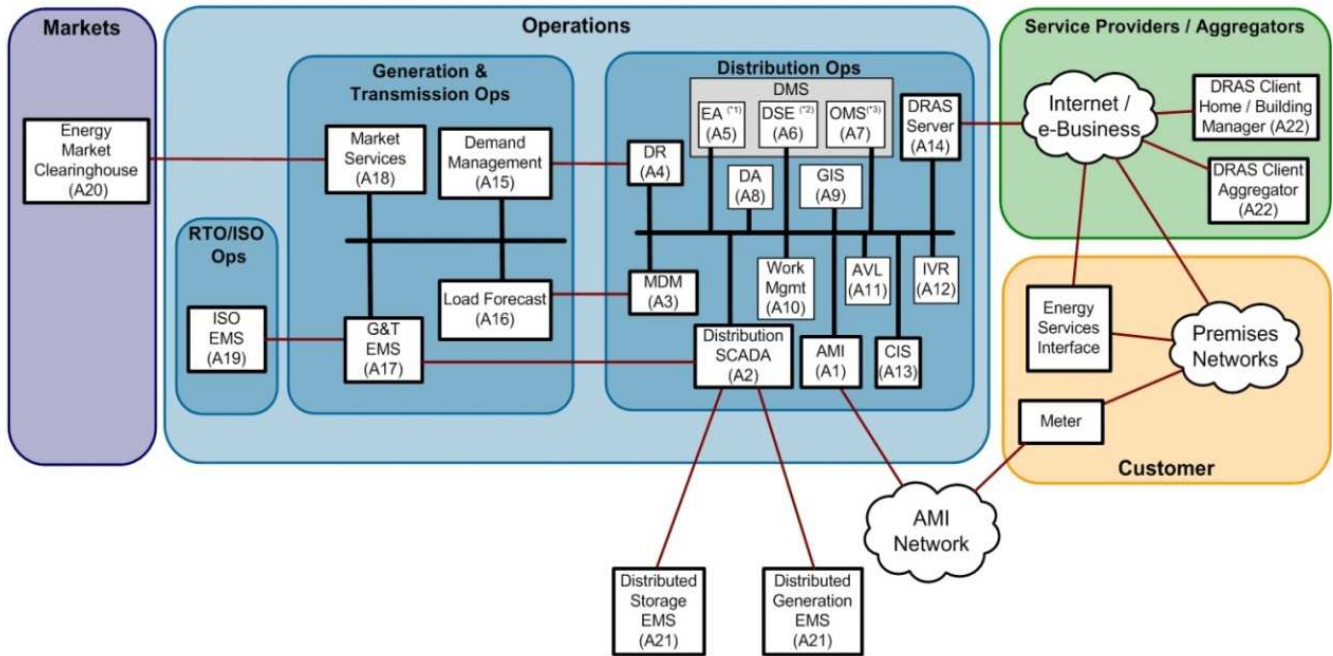 Markets
Energy
Market
Clearinghouse
(A20)
Operations
Generation &
Transmission Ops
Market
Services
(A18)
Demand
Management
(A15)
Load Forecast
(A16)
G&T
EMS
(A17)
RTO/ISO
Ops
ISO
EMS
(A19)
Distribution Ops
DMS
EA (*1)
(A5)
DSE (*2)
(A6)
OMS(*3)
(A7)
DRAS
Server
(A14)
DR
(A4)
DA
(A8)
GIS
(A9)
MDM
(A3)
Work
Mgmt
(A10)
AVL
(A11)
IVR
(A12)
Distribution
SCADA
(A2)
AMI
(A1)
CIS
(A13)
Service Providers / Aggregators
Internet /
e-Business
DRAS Client
Home / Building
Manager (A22)
DRAS Client
Aggregator
(A22)
Energy
Services
Interface
Premises
Networks
Meter
Customer
AMI
Network
Distributed
Storage
EMS
(A21)
Distributed
Generation
EMS
(A21)